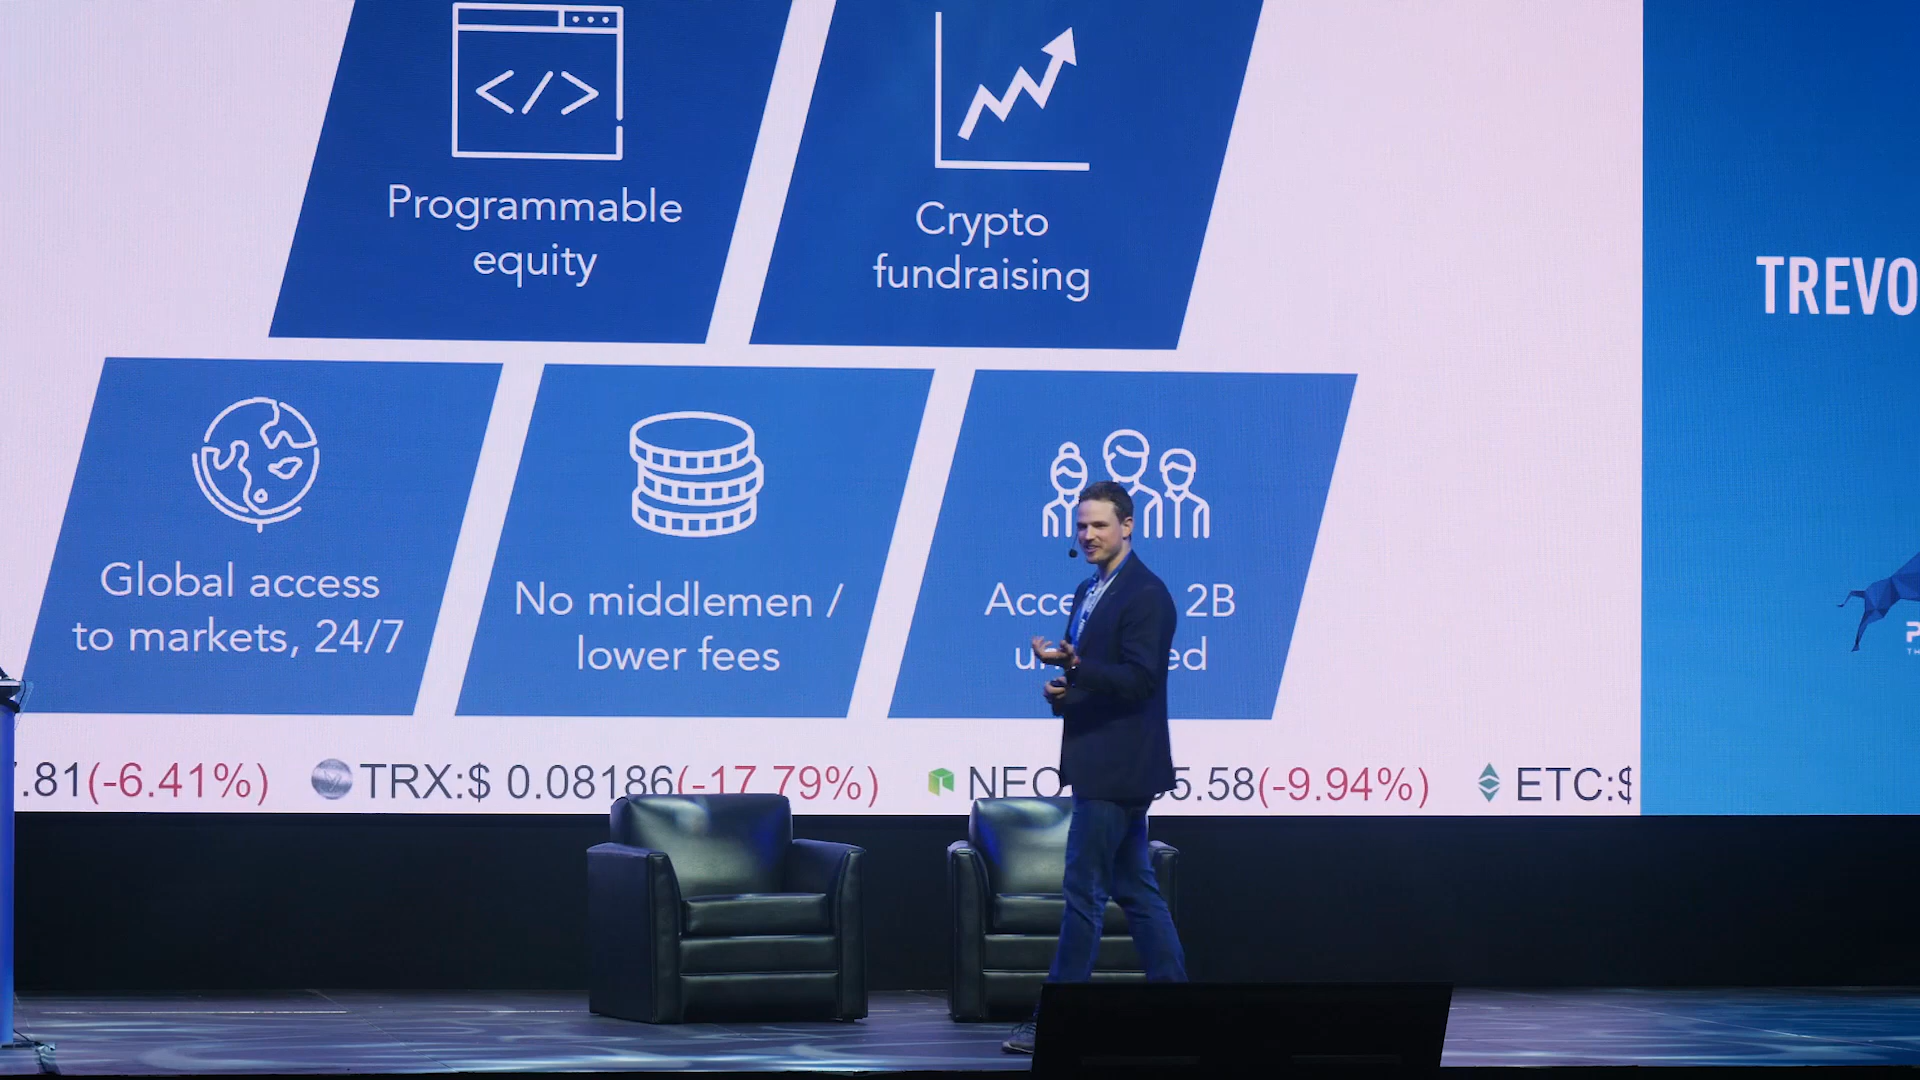 Programmable
equity
Crypto
fundraising
Global access
to markets, 24/7
No middlemen /
lower fees
2B
.81(-6.41%) TRX:$ 0.08186(-17.79%) NEO 5.58(-9.94%) ETC:$
TREVO